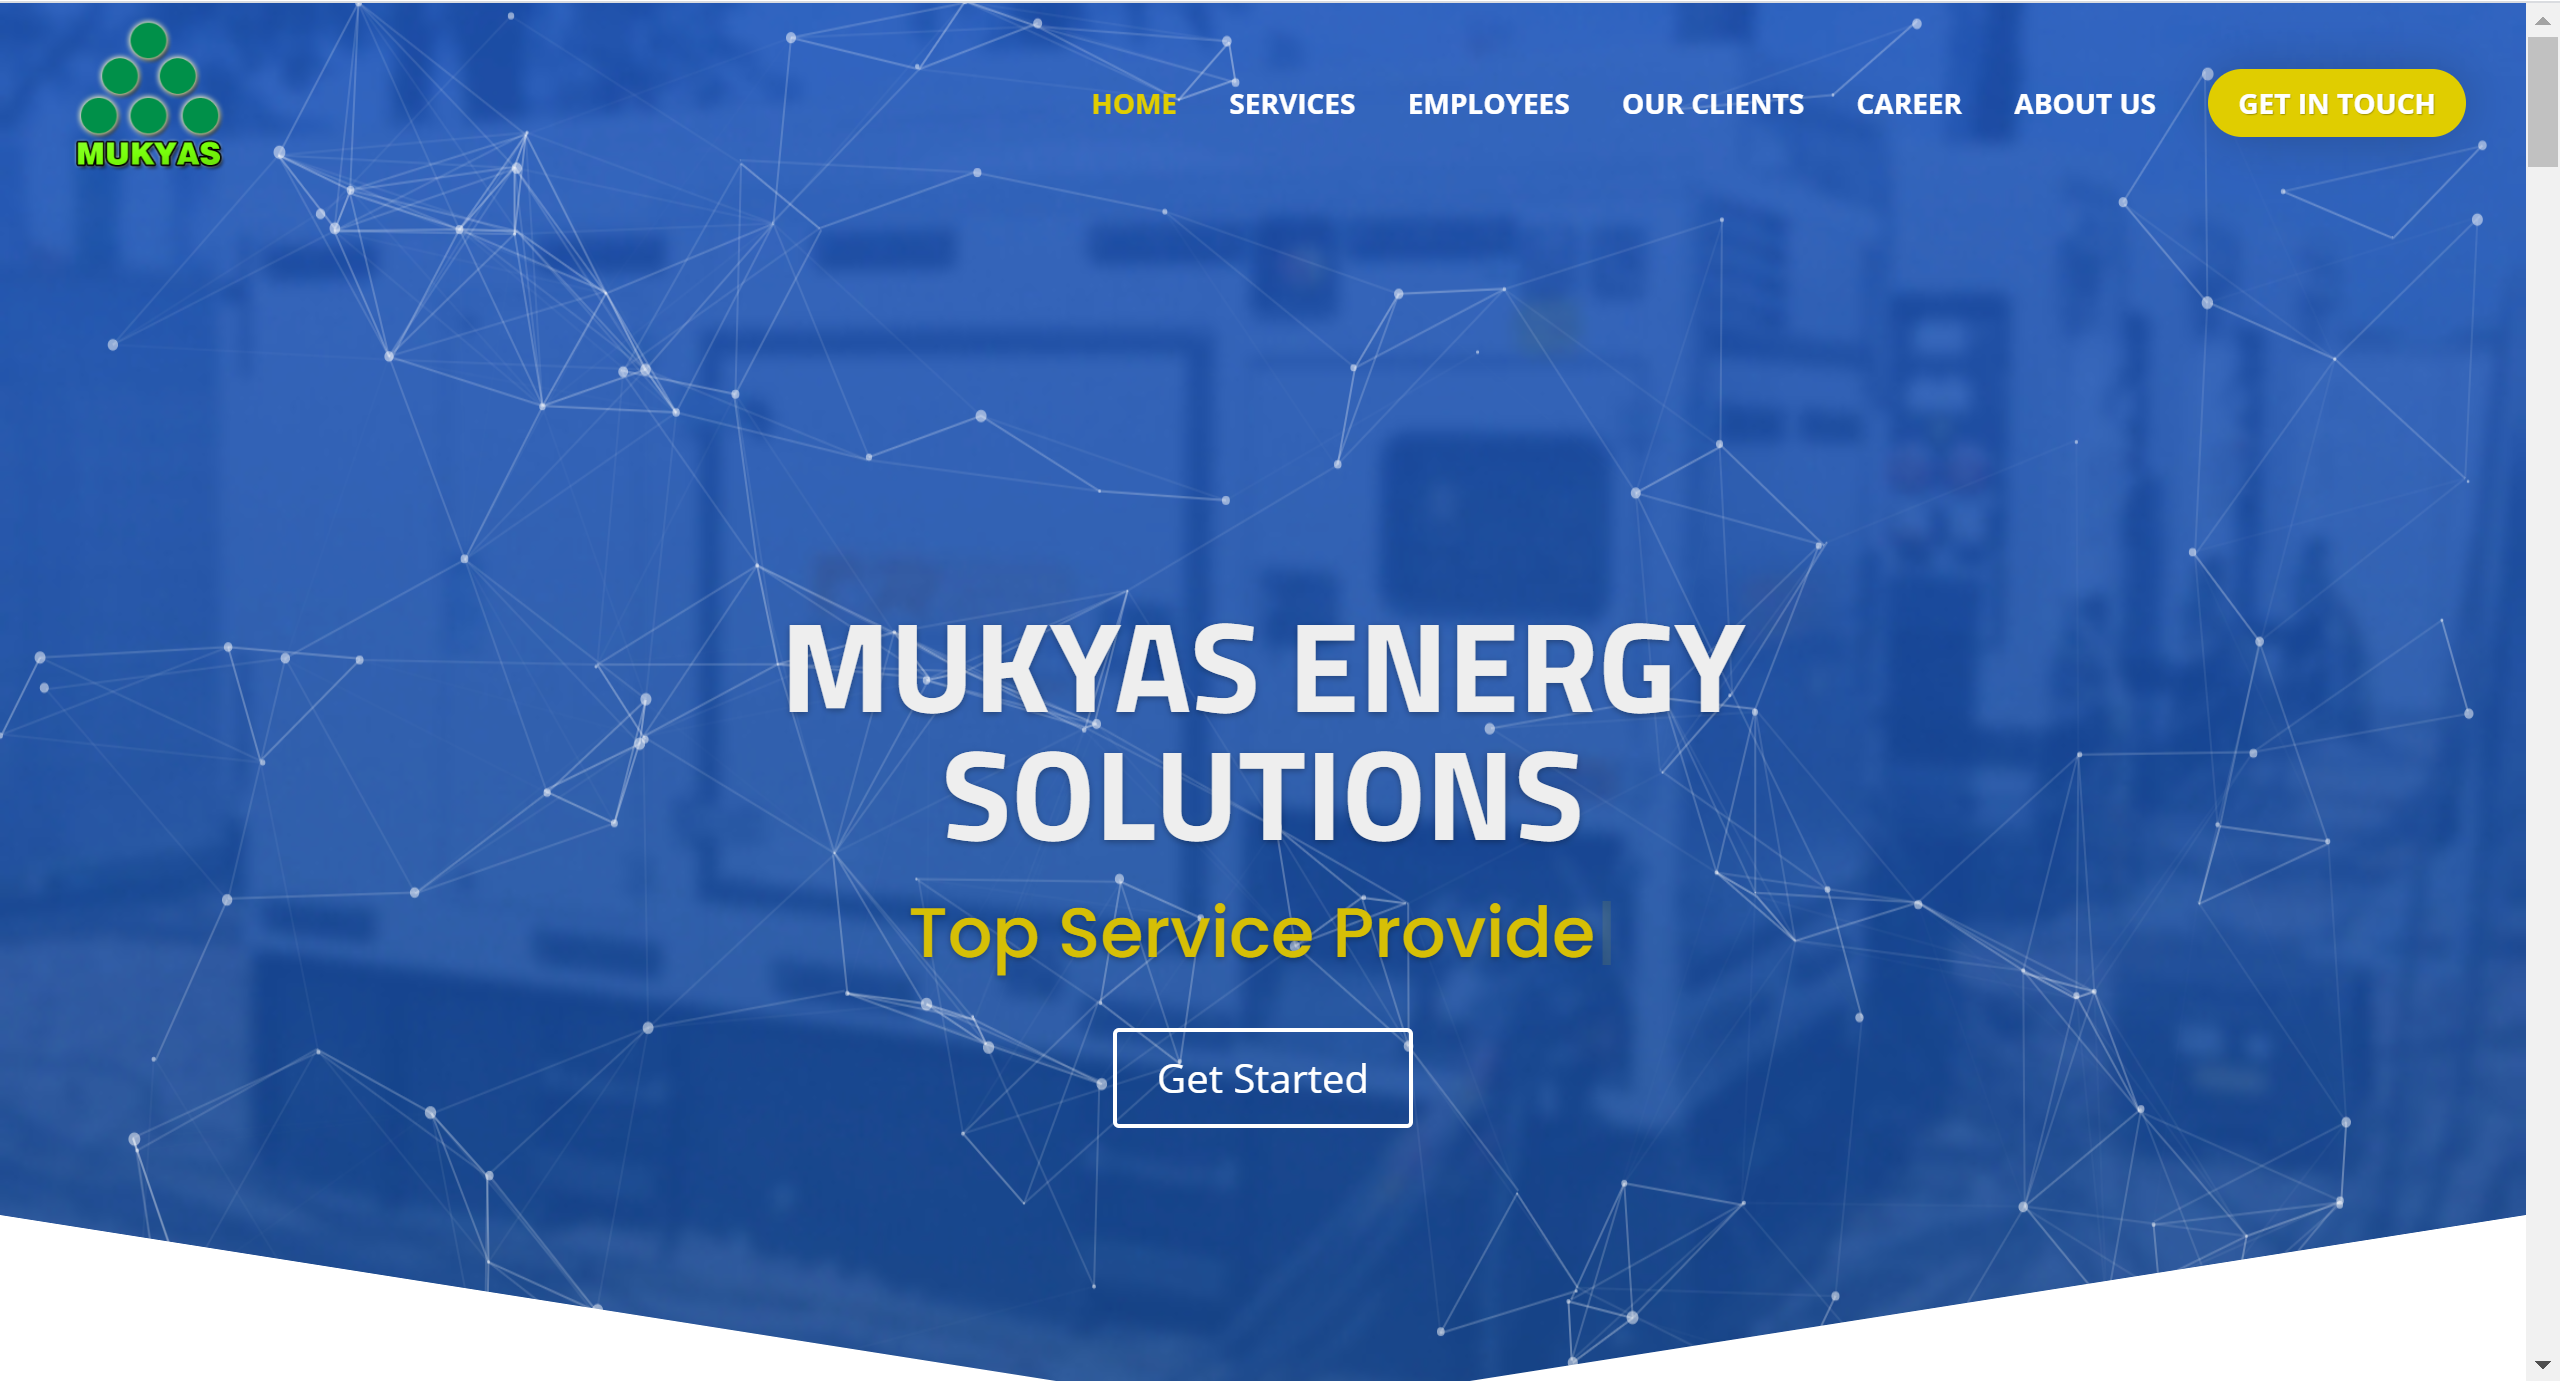 MUKYAS
HOME SERVICES EMPLOYEES OUR CLIENTS CAREER ABOUT US GET IN TOUCH
MUKYAS ENERGY
SOLUTIONS
Top Service Provide
Get Started